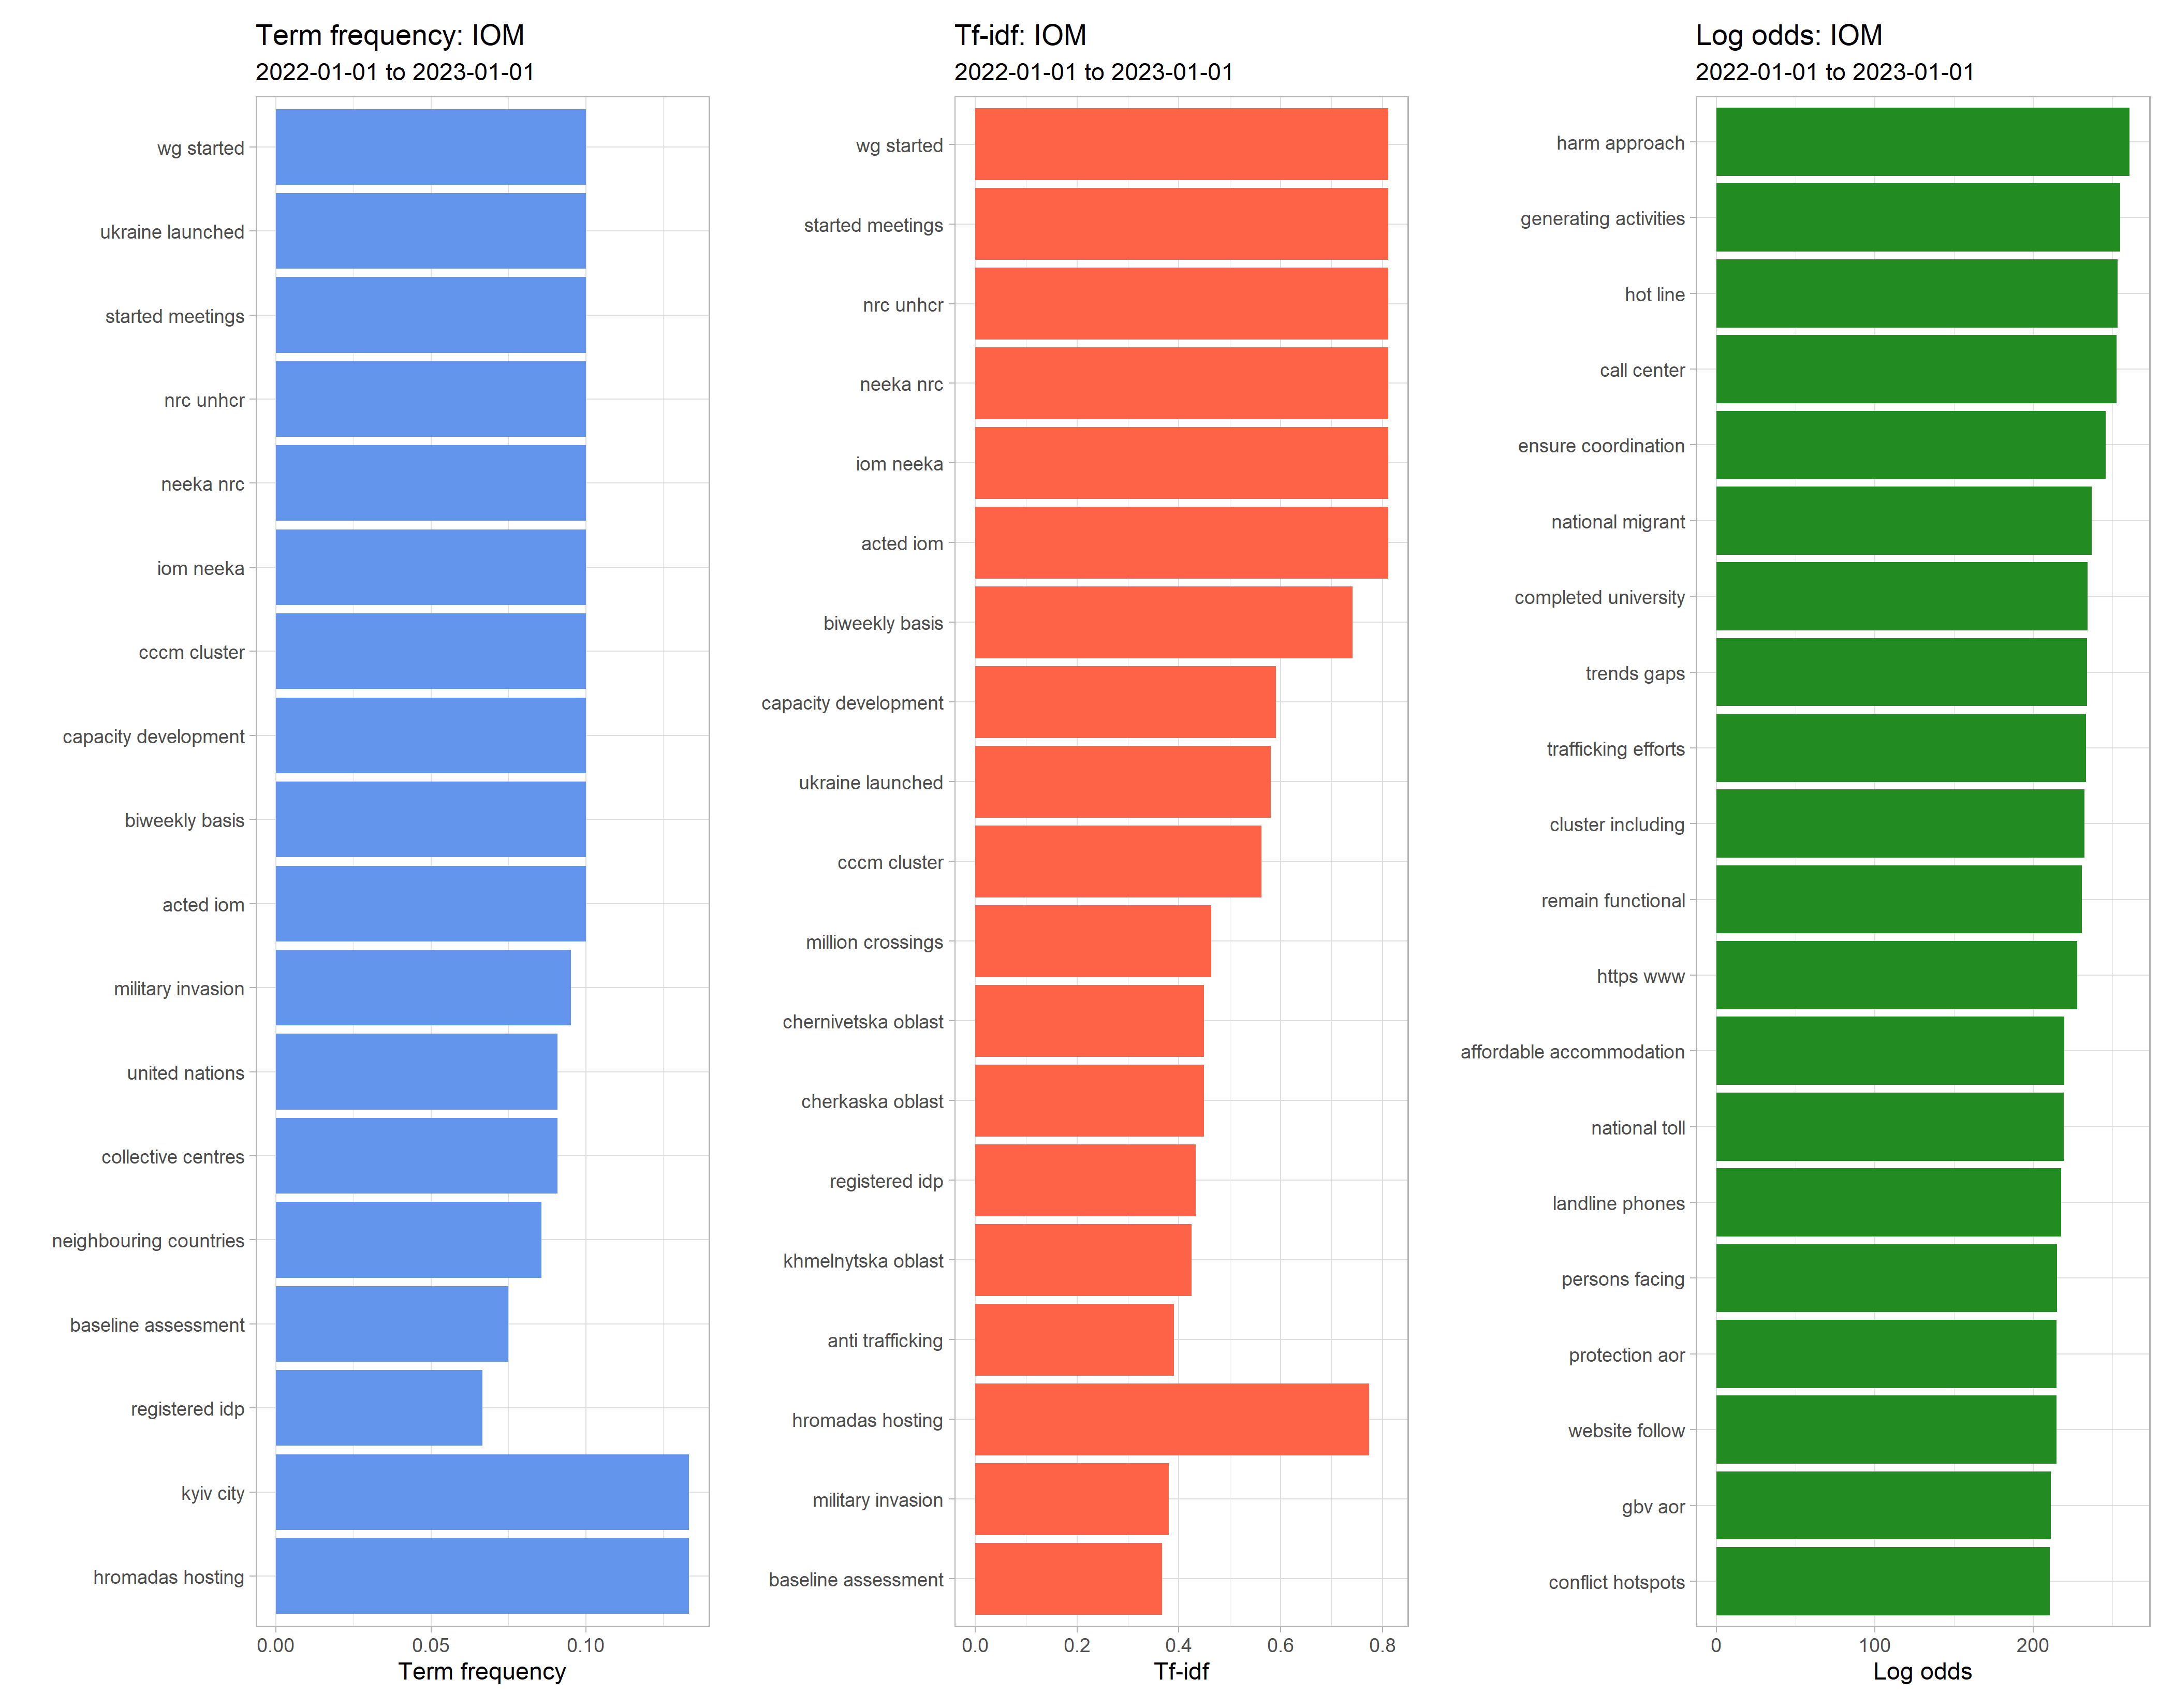 Term frequency: IOM
2022-01-01 to 2023-01-01
wg started
ukraine launched
started meetings
nrc unhcr
neeka nrc
iom neeka
cccm cluster
capacity development
biweekly basis
acted iom
military invasion
united nations
collective centres
neighbouring countries
baseline assessment
registered idp
kyiv city
hromadas hosting
0.00 0.05 0.10
Term frequency
Tf-idf: IOM
2022-01-01 to 2023-01-01
wg started
started meetings
nrc unhcr
neeka nrc
iom neeka
acted iom
biweekly basis
capacity development
ukraine launched
cccm cluster
million crossings
chernivetska oblast
cherkaska oblast
registered idp
khmelnytska oblast
anti trafficking
hromadas hosting
military invasion
baseline assessment
0.0 0.2 0.4 0.6 0.8
Tf-idf
Log odds: IOM
2022-01-01 to 2023-01-01
harm approach
generating activities
hot line
call center
ensure coordination
national migrant
completed university
trends gaps
trafficking efforts
cluster including
remain functional
https www
affordable accommodation
national toll
landline phones
persons facing
protection aor
website follow
gbv aor
conflict hotspots
0 100 200
Log odds